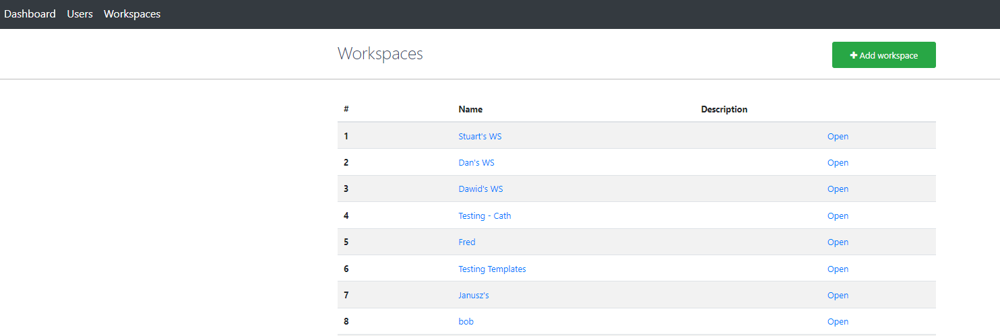 Dashboard Users Workspaces
Workspaces
Add workspace
# Name Description
1 Stuart's WS Open
2 Dan's WS Open
3 Dawid's WS Open
4 Testing - Cath Open
5 Fred Open
6 Testing Templates Open
7 Janusz's Open
8 bob Open